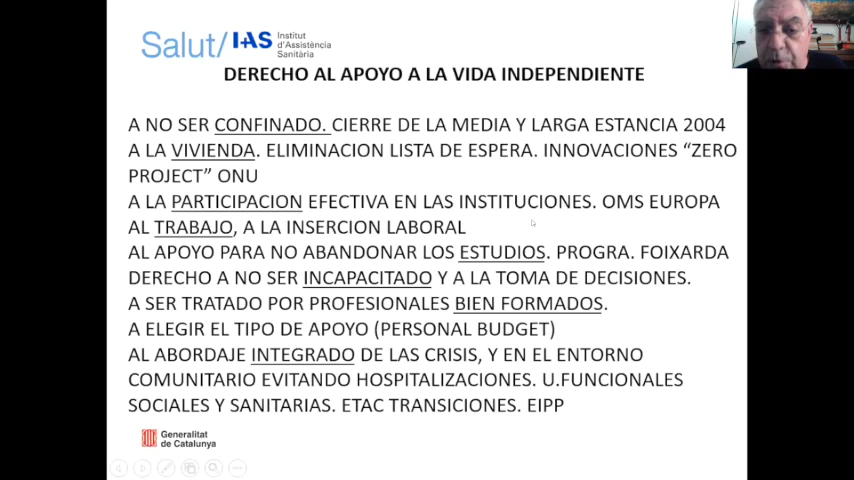 Salut/ IAS Institut
d'Assistència
Sanitària
DERECHO AL APOYO A LA VIDA INDEPENDIENTE
A NO SER CONFINADO. CIERRE DE LA MEDIA Y LARGA ESTANCIA 2004
A LA VIVIENDA. ELIMINACION LISTA DE ESPERA. INNOVACIONES “ZERO
PROJECT” ONU
A LA PARTICIPACION EFECTIVA EN LAS INSTITUCIONES. OMS EUROPA
AL TRABAJO, A LA INSERCION LABORAL
AL APOYO PARA NO ABANDONAR LOS ESTUDIOS. PROGRA. FOIXARDA
DERECHO A NO SER INCAPACITADO Y A LA TOMA DE DECISIONES.
A SER TRATADO POR PROFESIONALES BIEN FORMADOS.
A ELEGIR EL TIPO DE APOYO (PERSONAL BUDGET)
AL ABORDAJE INTEGRADO DE LAS CRISIS, Y EN EL ENTORNO
COMUNITARIO EVITANDO HOSPITALIZACIONES. U.FUNCIONALES
SOCIALES Y SANITARIAS. ETAC TRANSICIONES. EIPP
Generalitat
de Catalunya